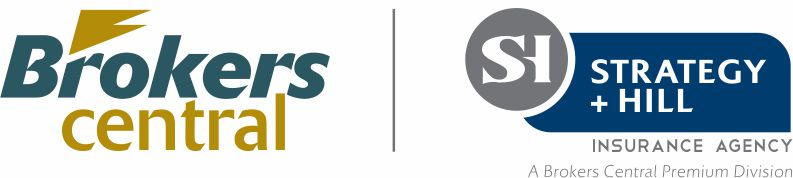 Brokers
central
SH
STRATEGY
+ HILL
INSURANCE AGENCY
A Brokers Central Premium Division